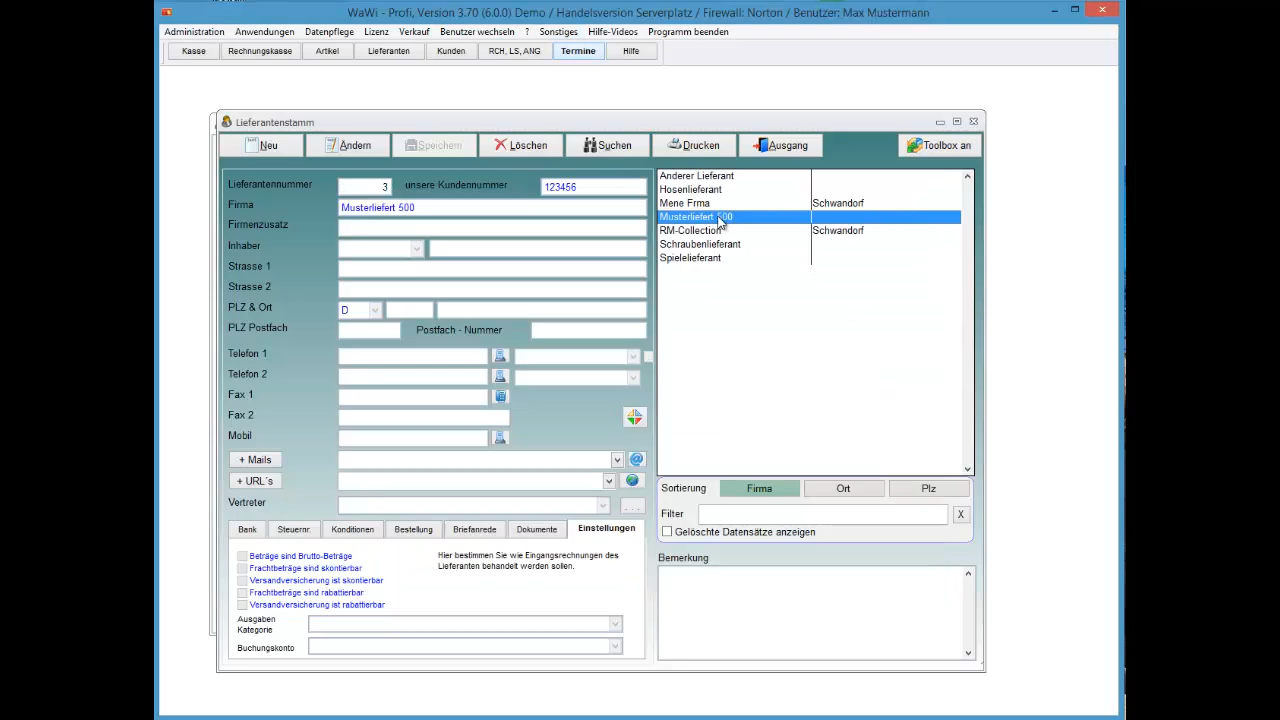 WaWi - Profi, Version 3.70 (6.0.0) Demo / Handelsversion Serverplatz / Firewall: Norton / Benutzer: Max Mustermann
Administration Anwendungen Datenpflege Lizenz Verkauf Benutzer wechseln ? Sonstiges Hilfe-Videos Programm beenden
Kasse Rechnungskasse Artikel Lieferanten Kunden RCH, LS, ANG Termine Hilfe
Lieferantenstamm
Neu Ändern Speichern Löschen Suchen Drucken Ausgang Toolbox an
Lieferantennummer 3 unsere Kundennummer 123456
Firma Musterliefert 500
Firmenzusatz
Inhaber
Strasse 1
Strasse 2
PLZ & Ort D
PLZ Postfach Postfach - Nummer
Telefon 1
Telefon 2
Fax 1
Fax 2
Mobil
+ Mails
+ URL´s
Vertreter . . .
Bank Steuernr. Konditionen Bestellung Briefanrede Dokumente Einstellungen
Beträge sind Brutto-Beträge
Frachtbeträge sind skontierbar
Versandversicherung ist skontierbar
Frachtbeträge sind rabattierbar
Versandversicherung ist rabattierbar
Hier bestimmen Sie wie Eingangsrechnungen des
Lieferanten behandelt werden sollen.
Ausgaben
Kategorie
Buchungskonto
Anderer Lieferant
Hosenlieferant
Mene Frma Schwandorf
Musterliefert 500
RM-Collection Schwandorf
Schraubenlieferant
Spielelieferant
Sortierung Firma Ort Plz
Filter X
Gelöschte Datensätze anzeigen
Bemerkung